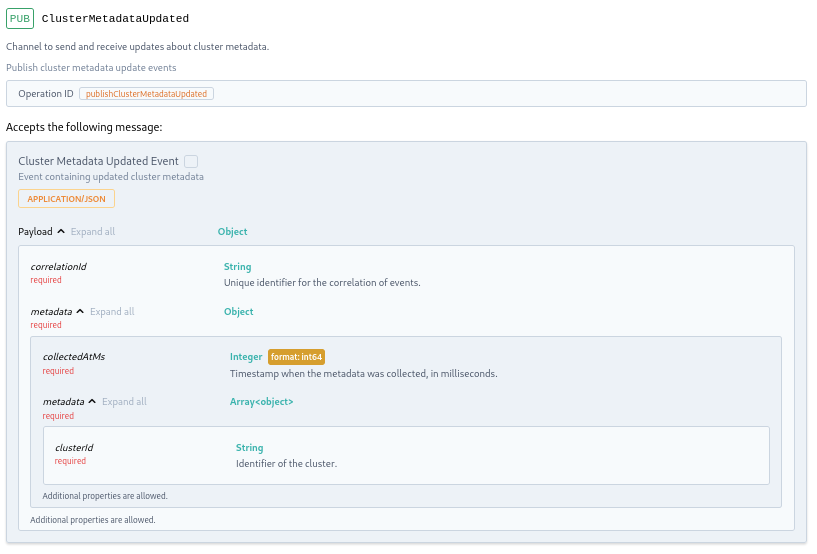 PUB ClusterMetadataUpdated
Channel to send and receive updates about cluster metadata.
Publish cluster metadata update events
Operation ID publishClusterMetadataUpdated
Accepts the following message:
Cluster Metadata Updated Event
Event containing updated cluster metadata
APPLICATION/JSON
Payload Expand all Object
correlationId String
required Unique identifier for the correlation of events.
metadata Expand all Object
required
collectedAtMs Integer format: int64
required Timestamp when the metadata was collected, in milliseconds.
metadata Expand all Array<object>
required
clusterId String
required Identifier of the cluster.
Additional properties are allowed.
Additional properties are allowed.